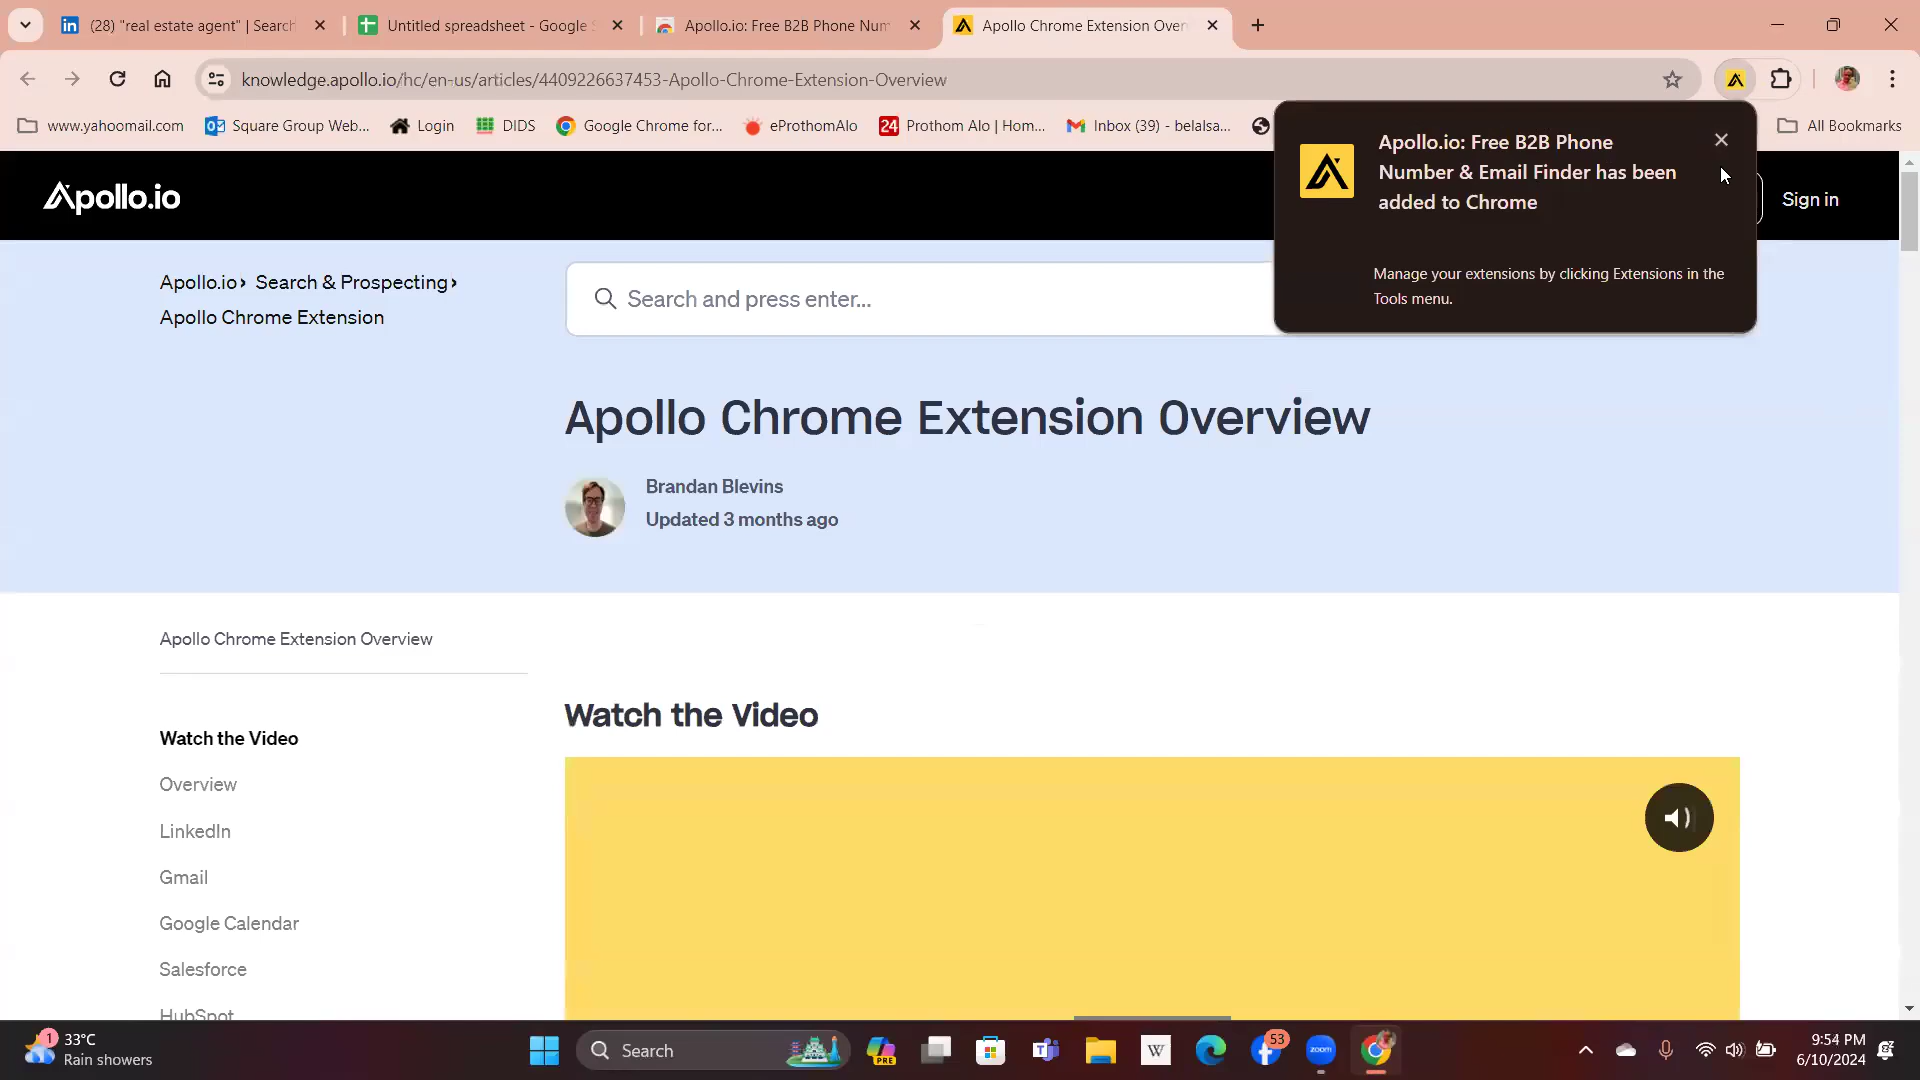 (28) "real estate agent" | Search
Untitled spreadsheet - Google S
Apollo.io: Free B2B Phone Num
Apollo Chrome Extension Over
knowledge.apollo.io/hc/en-us/articles/4409226637453-Apollo-Chrome-Extension-Overview
www.yahoomail.com
Square Group Web...
Login
DIDS
Google Chrome for...
eProthomAlo
24
Prothom Alo | Hom...
Inbox (39) - belalsa...
All Bookmarks
Apollo.io: Free B2B Phone
Number & Email Finder has been
added to Chrome
Manage your extensions by clicking Extensions in the
Tools menu.
Apollo.io
Sign in
Apollo.io› Search & Prospecting›
Apollo Chrome Extension
Search and press enter...
Apollo Chrome Extension Overview
Brandan Blevins
Updated 3 months ago
Apollo Chrome Extension Overview
Watch the Video
Overview
LinkedIn
Gmail
Google Calendar
Salesforce
HubSpot
Watch the Video
1
33°C
Rain showers
Search
PRE
W
53
zoom
9:54 PM
6/10/2024